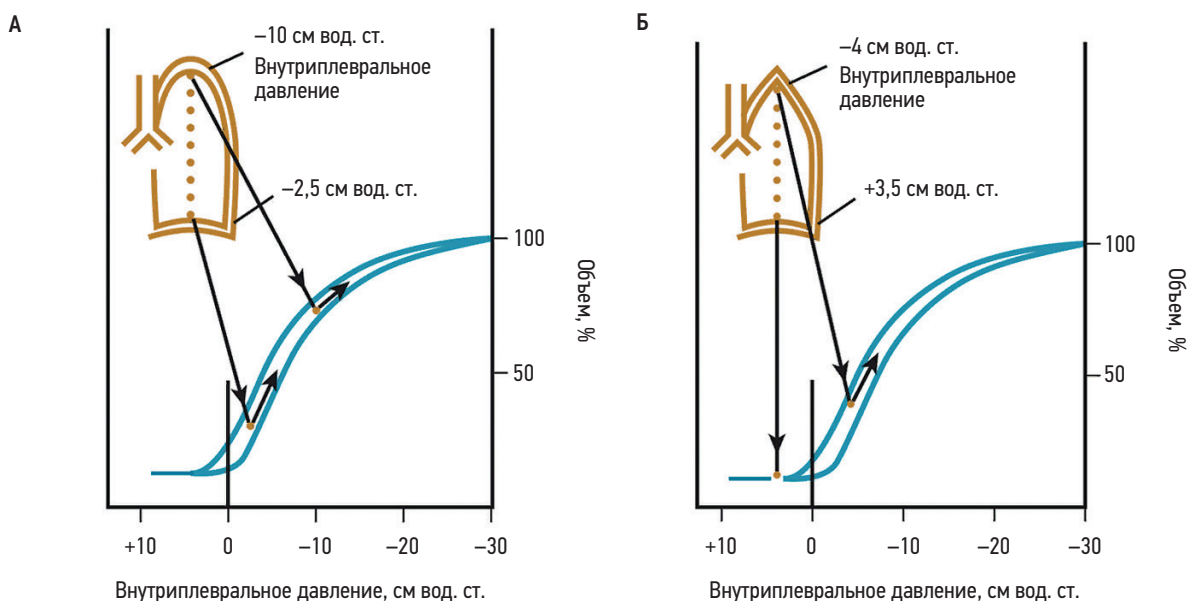 А
–10 см вод. ст.
Внутриплевральное
давление
–2,5 см вод. ст.
100
50
Объем, %
+10 0 –10 –20 –30
Внутриплевральное давление, см вод. ст.
Б
–4 см вод. ст.
Внутриплевральное
давление
+3,5 см вод. ст.
100
50
Объем, %
+10 0 –10 –20 –30
Внутриплевральное давление, см вод. ст.